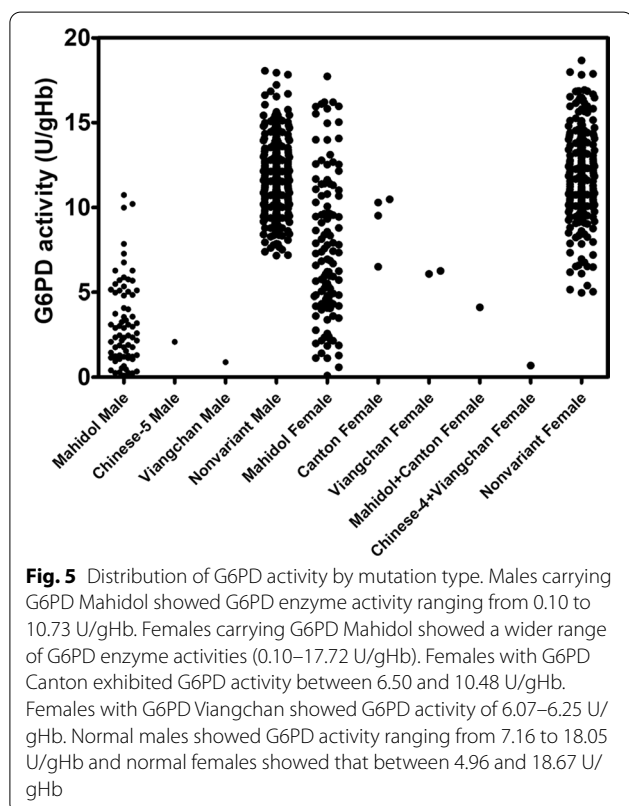 20
15
10
5
0
G6PD activity (U/gHb)
Mahidol Male
Chinese-5 Male
Viangchan Male
Nonvariant Male
Mahidol Female
Canton Female
Viangchan Female
Mahidol+Canton Female
Chinese-4+Viangchan Female
Nonvariant Female
Fig. 5 Distribution of G6PD activity by mutation type. Males carrying
G6PD Mahidol showed G6PD enzyme activity ranging from 0.10 to
10.73 U/gHb. Females carrying G6PD Mahidol showed a wider range
of G6PD enzyme activities (0.10–17.72 U/gHb). Females with G6PD
Canton exhibited G6PD activity between 6.50 and 10.48 U/gHb.
Females with G6PD Viangchan showed G6PD activity of 6.07–6.25 U/
gHb. Normal males showed G6PD activity ranging from 7.16 to 18.05
U/gHb and normal females showed that between 4.96 and 18.67 U/
gHb